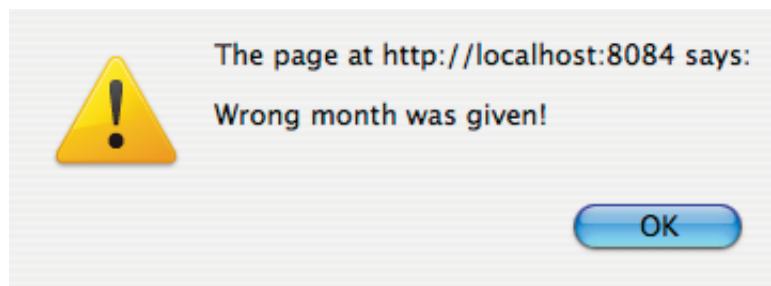 The page at http://localhost:8084 says:
Wrong month was given!
OK